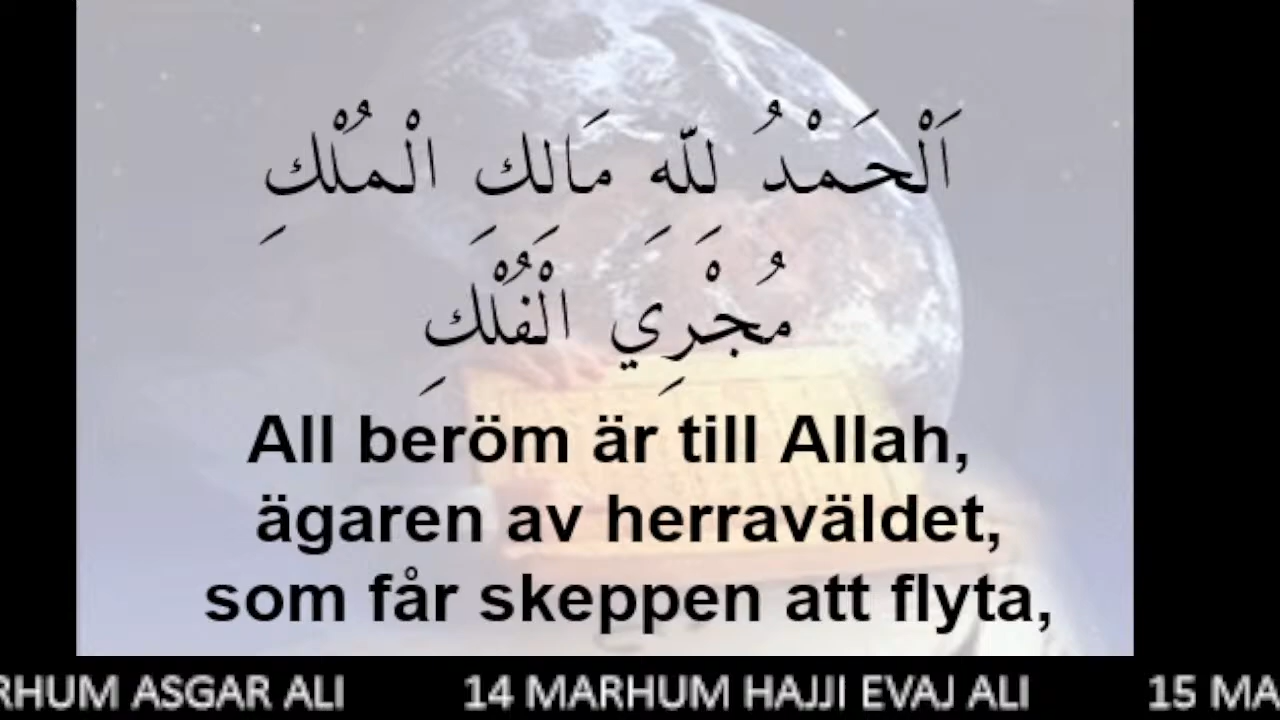 اَلْحَمْدُ لِلّهِ مَالِكِ الْمُلْكِ
مُجْرِي الْفُلْكِ
All beröm är till Allah,
ägaren av herraväldet,
som får skeppen att flyta,
RHUM ASGAR ALI 14 MARHUM HAJJI EVAJ ALI 15 MA